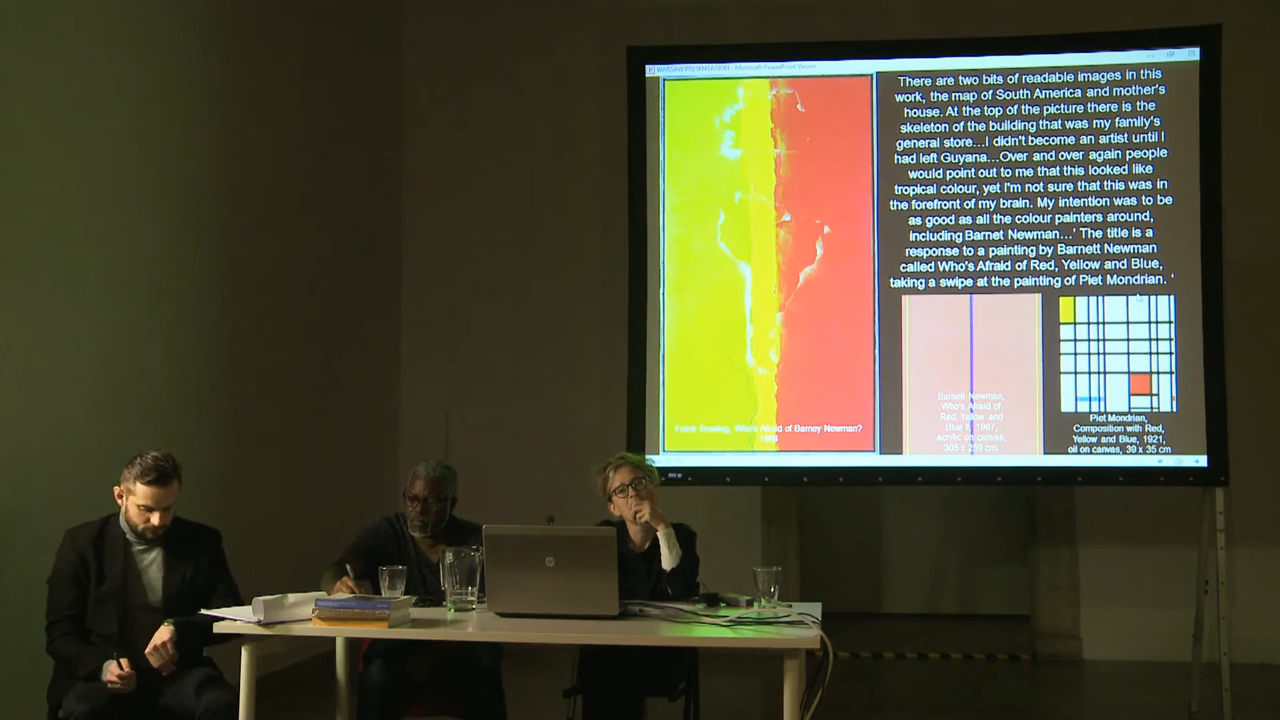 WARSAW PRESENTATION - Microsoft PowerPoint Viewer
There are two bits of readable images in this
work, the map of South America and mother's
house. At the top of the picture there is the
skeleton of the building that was my family's
general store...I didn't become an artist until I
had left Guyana...Over and over again people
would point out to me that this looked like
tropical colour, yet I'm not sure that this was in
the forefront of my brain. My intention was to be
as good as all the colour painters around,
including Barnet Newman...' The title is a
response to a painting by Barnett Newman
called Who's Afraid of Red, Yellow and Blue,
taking a swipe at the painting of Piet Mondrian. '
Frank Bowling, Who's Afraid of Barney Newman?
1968
Barnett Newman,
Who's Afraid of
Red, Yellow and
Blue II, 1967,
acrylic on canvas,
305 x 259 cm
Piet Mondrian,
Composition with Red,
Yellow and Blue, 1921,
oil on canvas, 39 x 35 cm
hp